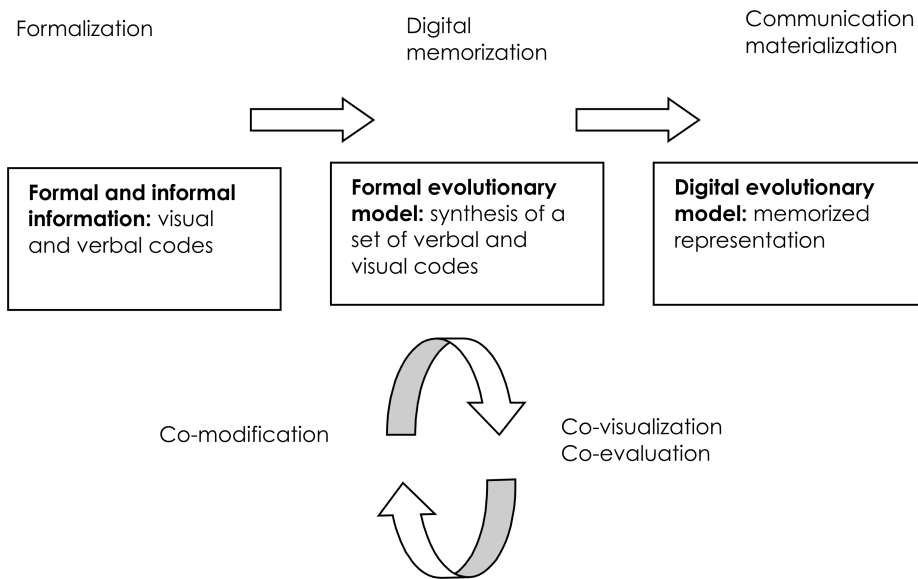 Formalization
Digital
memorization
Communication
materialization
Formal and informal
information: visual
and verbal codes
Formal evolutionary
model: synthesis of a
set of verbal and
visual codes
Digital evolutionary
model: memorized
representation
Co-modification
Co-visualization
Co-evaluation